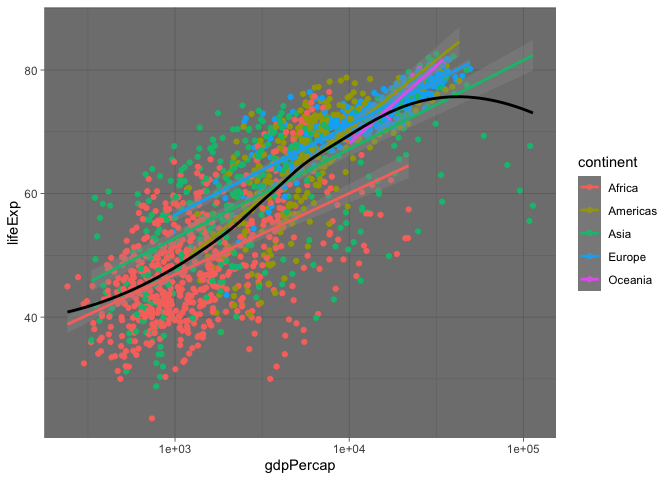 80
60
40
lifeExp
1e+03
1e+04
1e+05
gdpPercap
continent
Africa
Americas
Asia
Europe
Oceania